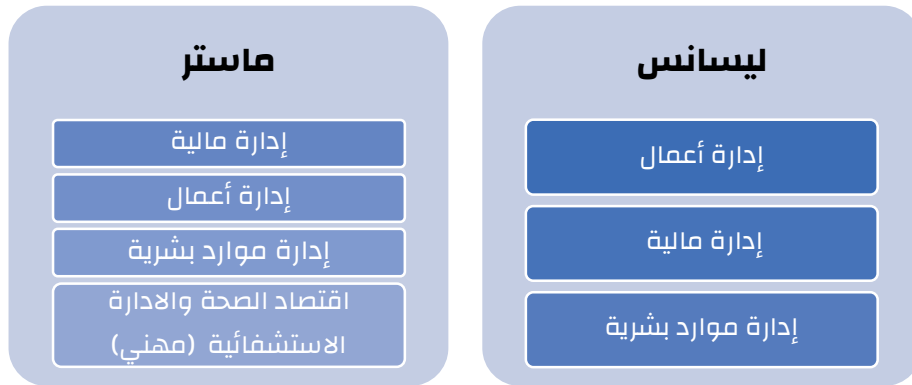 ليسانس
إدارة أعمال
إدارة مالية
إدارة موارد بشرية
ماستر
إدارة مالية
إدارة أعمال
إدارة موارد بشرية
اقتصاد الصحة والادارة
الاستشفائية (مهني)